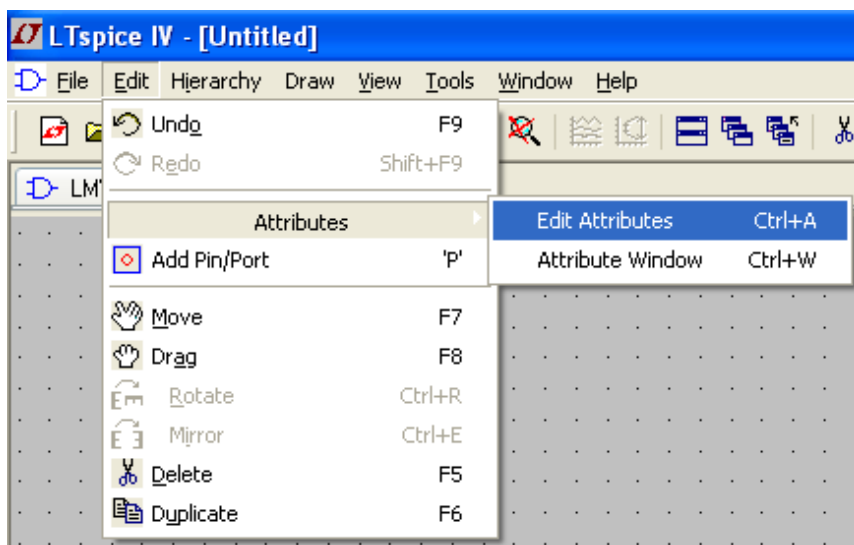 LTspice IV - [Untitled]
File Edit Hierarchy Draw View Tools Window Help
Undo F9
Redo Shift+F9
LM
Attributes
Edit Attributes Ctrl+A
Add Pin/Port 'P'
Attribute Window Ctrl+W
Move F7
Drag F8
Rotate Ctrl+R
Mirror Ctrl+E
Delete F5
Duplicate F6